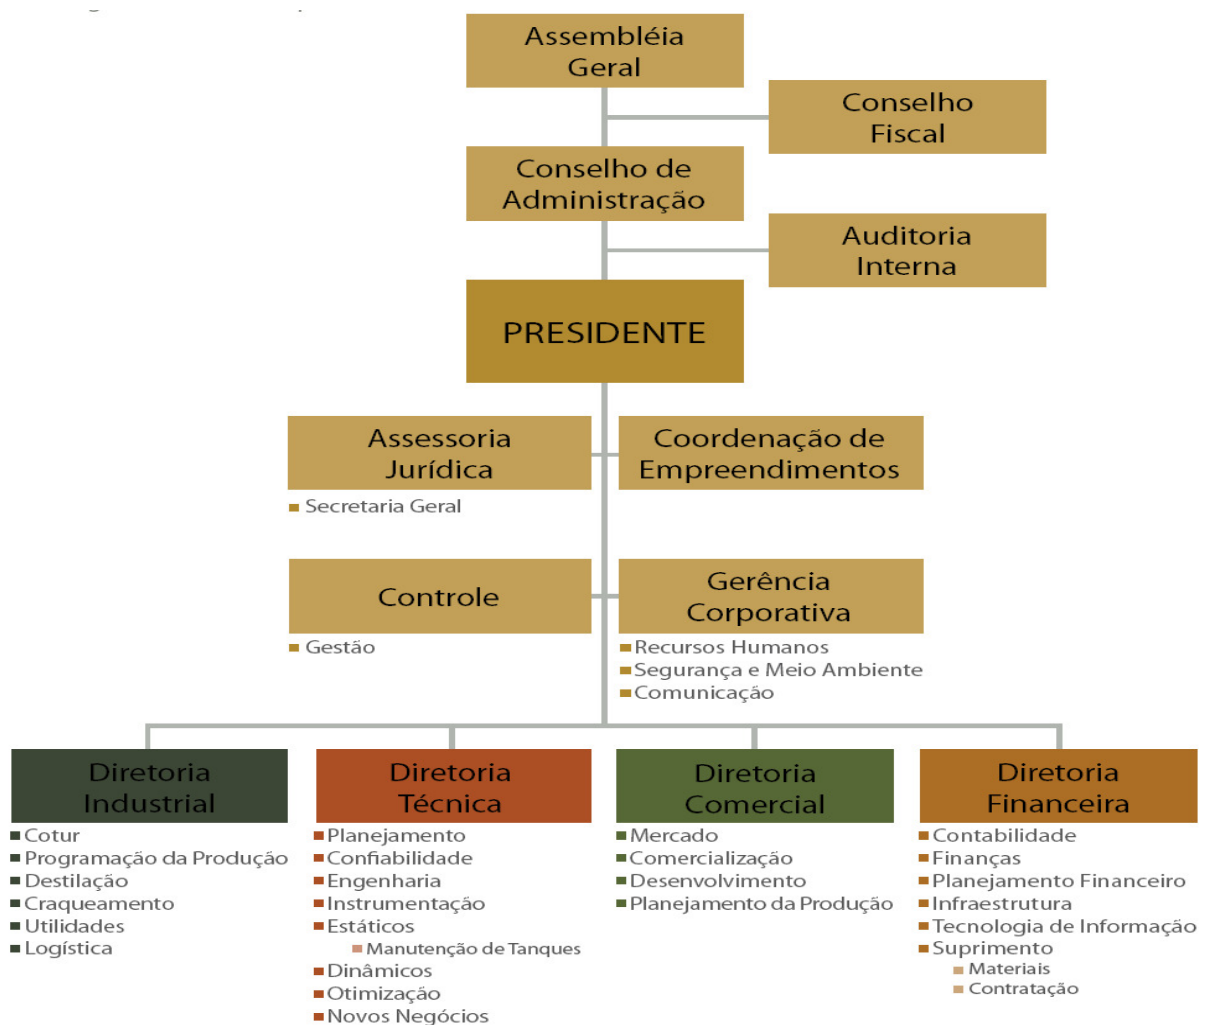 Assembléia
Geral
Conselho
Fiscal
Conselho de
Administração
Auditoria
Interna
PRESIDENTE
Assessoria
Jurídica
Secretaria Geral
Coordenação de
Empreendimentos
Controle
Gestão
Gerência
Corporativa
Recursos Humanos
Segurança e Meio Ambiente
Comunicação
Diretoria
Industrial
Cotur
Programação da Produção
Destilação
Craqueamento
Utilidades
Logística
Diretoria
Técnica
Planejamento
Confiabilidade
Engenharia
Instrumentação
Estáticos
Manutenção de Tanques
Dinâmicos
Otimização
Novos Negócios
Diretoria
Comercial
Mercado
Comercialização
Desenvolvimento
Planejamento da Produção
Diretoria
Financeira
Contabilidade
Finanças
Planejamento Financeiro
Infraestrutura
Tecnologia de Informação
Suprimento
Materiais
Contratação